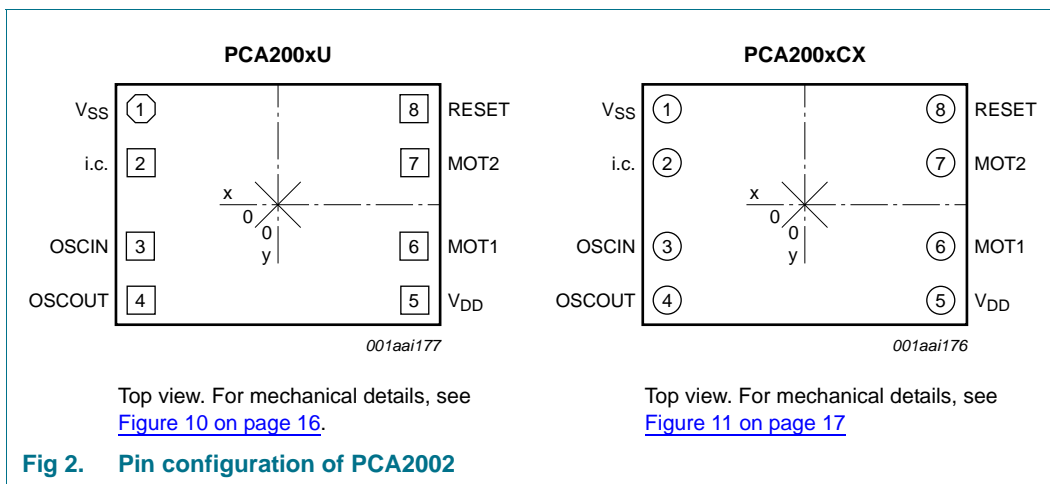 PCA200xU
VSS 1 8 RESET
i.c. 2 7 MOT2
x
0
0
y
OSCIN 3 6 MOT1
OSCOUT 4 5 VDD
001aai177
Top view. For mechanical details, see
Figure 10 on page 16.
PCA200xCX
VSS 1 8 RESET
i.c. 2 7 MOT2
x
0
0
y
OSCIN 3 6 MOT1
OSCOUT 4 5 VDD
001aai176
Top view. For mechanical details, see
Figure 11 on page 17
Fig 2. Pin configuration of PCA2002